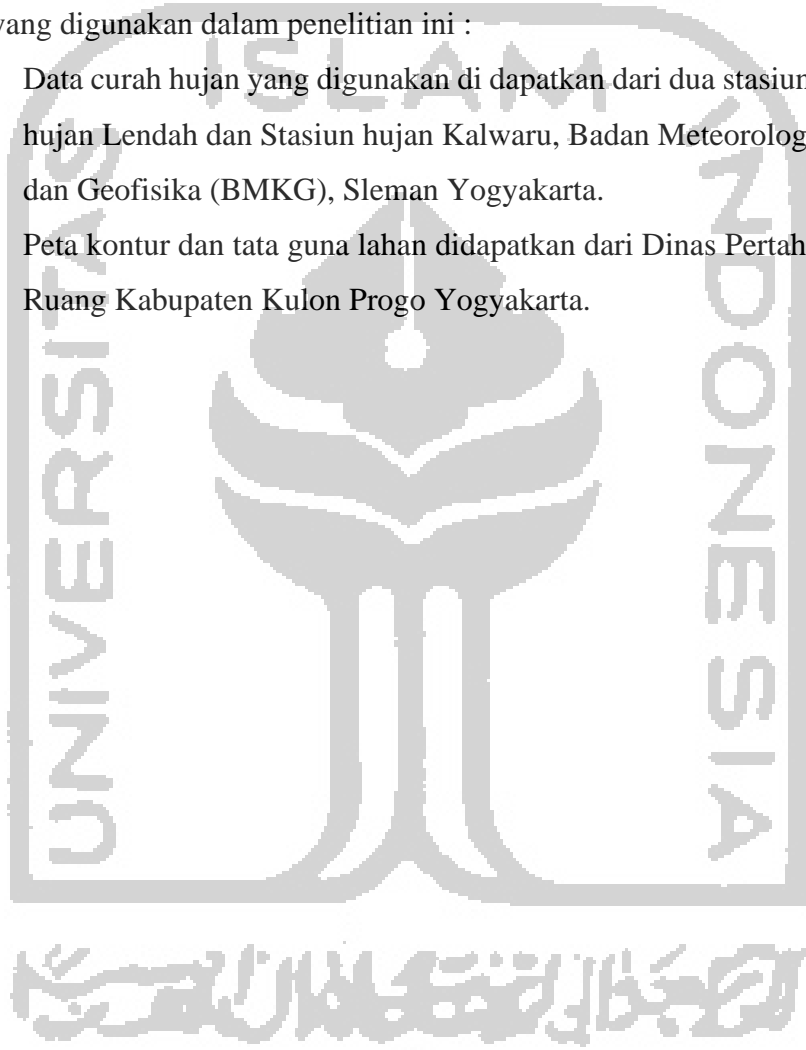 yang digunakan dalam penelitian ini :
Data curah hujan yang digunakan di dapatkan dari dua stasiun
hujan Lendah dan Stasiun hujan Kalwaru, Badan Meteorolog
dan Geofisika (BMKG), Sleman Yogyakarta.
Peta kontur dan tata guna lahan didapatkan dari Dinas Pertah
Ruang Kabupaten Kulon Progo Yogyakarta.
ISLAM
UNIVERSITAS
INDONESIA